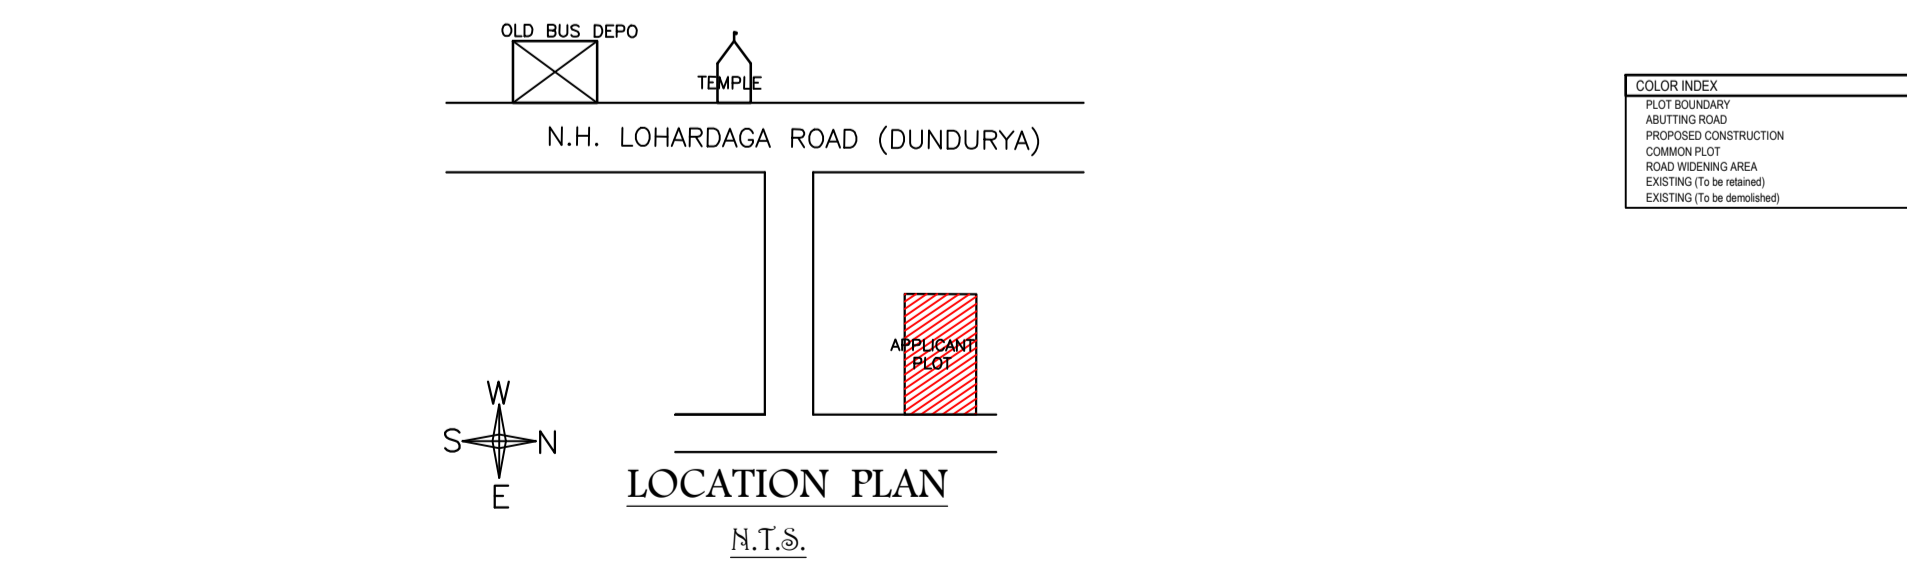 OLD BUS DEPO
TEMPLE
N.H. LOHARDAGA ROAD (DUNDURYA)
APPLICANT
PLOT
W
S
N
E
LOCATION PLAN
N.T.S.
COLOR INDEX
PLOT BOUNDARY
ABUTTING ROAD
PROPOSED CONSTRUCTION
COMMON PLOT
ROAD WIDENING AREA
EXISTING (To be retained)
EXISTING (To be demolished)